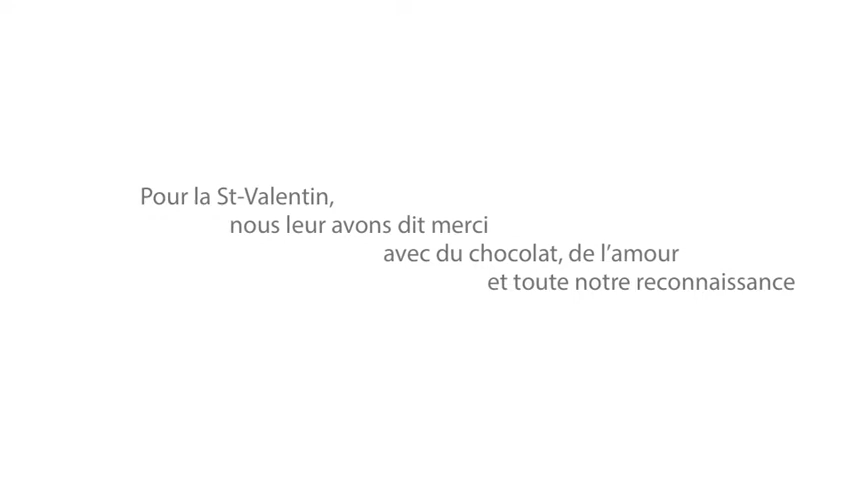 Pour la St-Valentin,
nous leur avons dit merci
avec du chocolat, de l’amour
et toute notre reconnaissance